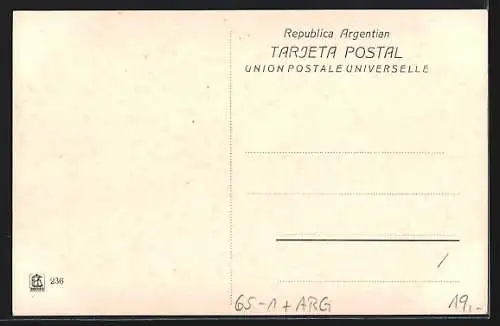 Republica Argentian
TARJETA POSTAL
UNION POSTALE UNIVERSELLE
236
65-1 + ARG
19,-